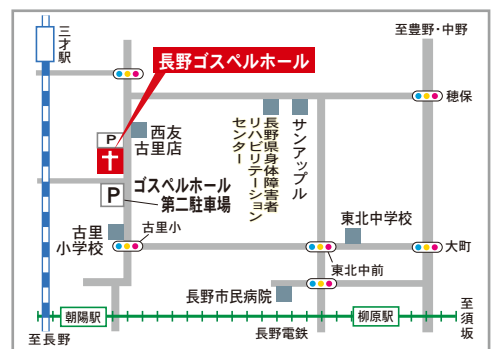 三才駅
至豊野・中野
長野ゴスペルホール
穂保
P
西友
古里店
長野県身体障害者
リハビリテーション
センター
サンアップル
P
ゴスペルホール
第二駐車場
古里
小学校
古里小
東北中学校
大町
東北中前
長野市民病院
朝陽駅
柳原駅
至須坂
至長野
長野電鉄